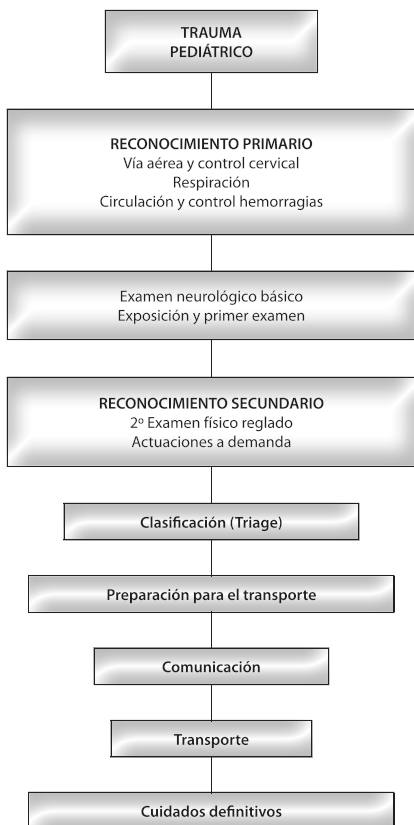 TRAUMA
PEDIÁTRICO
RECONOCIMIENTO PRIMARIO
Vía aérea y control cervical
Respiración
Circulación y control hemorragias
Examen neurológico básico
Exposición y primer examen
RECONOCIMIENTO SECUNDARIO
2º Examen físico reglado
Actuaciones a demanda
Clasificación (Triage)
Preparación para el transporte
Comunicación
Transporte
Cuidados definitivos